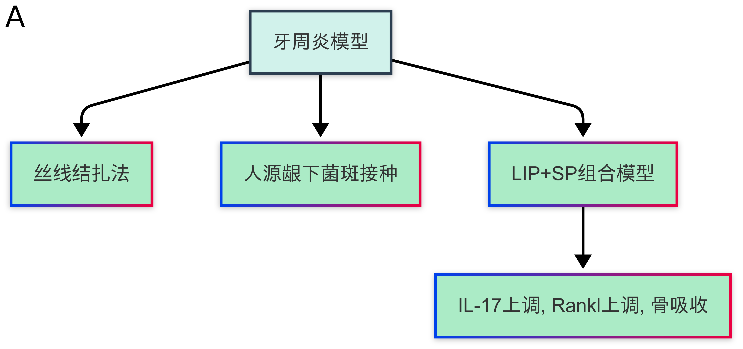 A
牙周炎模型
丝线结扎法
人源龈下菌斑接种
LIP+SP组合模型
IL-17上调, Rankl上调, 骨吸收